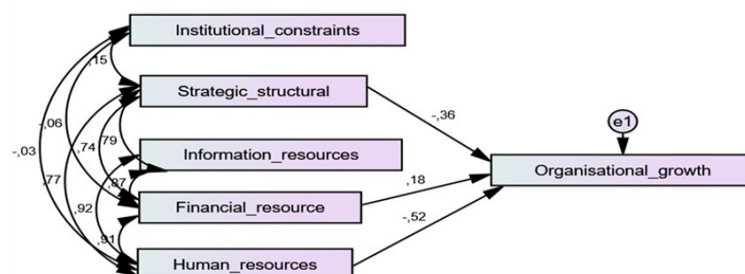 Institutional_constraints
,15
Strategic_structural
-,36
e1
-,06
,74
,79
-,03
Information_resources
Organisational_growth
,77
,87
,18
,92
Financial_resource
-,52
,91
Human_resources